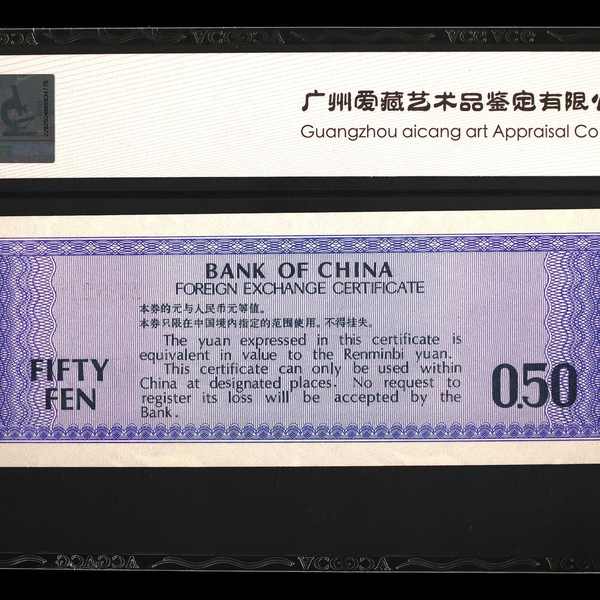 广州爱藏艺术品鉴定有限
Guangzhou aicang art Appraisal Co
BANK OF CHINA
FOREIGN EXCHANGE CERTIFICATE
本券的元与人民币元等值。
本券只限在中国境内指定的范围使用。不得挂失。
The yuan expressed in this certificate is
equivalent in value to the Renminbi yuan.
This certificate can only be used within
China at designated places. No request to
register its loss will be accepted by the
Bank.
FIFTY
FEN
0.50